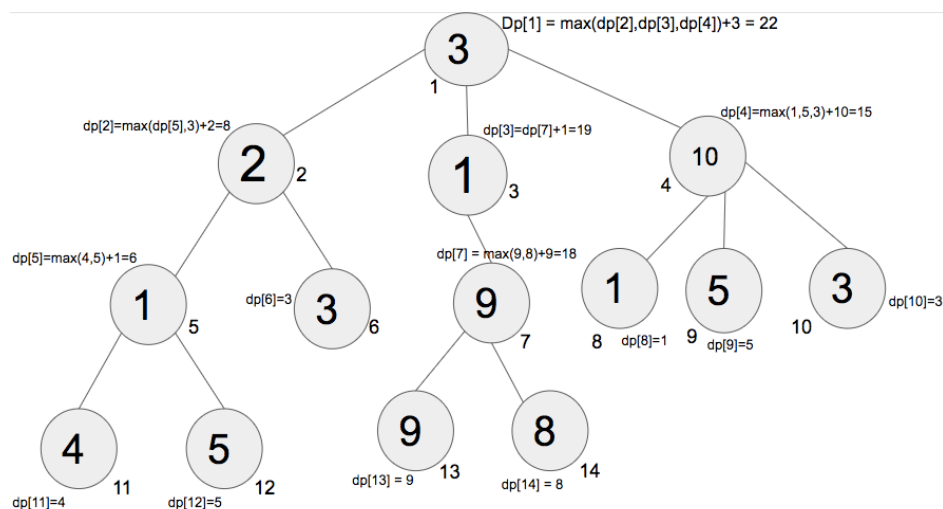 Dp[1] = max(dp[2],dp[3],dp[4])+3 = 22
3
1
dp[2]=max(dp[5],3)+2=8
dp[3]=dp[7]+1=19
dp[4]=max(1,5,3)+10=15
2
2
1
3
10
4
dp[5]=max(4,5)+1=6
dp[7] = max(9,8)+9=18
1
5
dp[6]=3
3
6
9
7
1
8
dp[8]=1
5
9
dp[9]=5
3
10
dp[10]=3
4
11
dp[11]=4
5
12
dp[12]=5
9
13
dp[13] = 9
8
14
dp[14] = 8